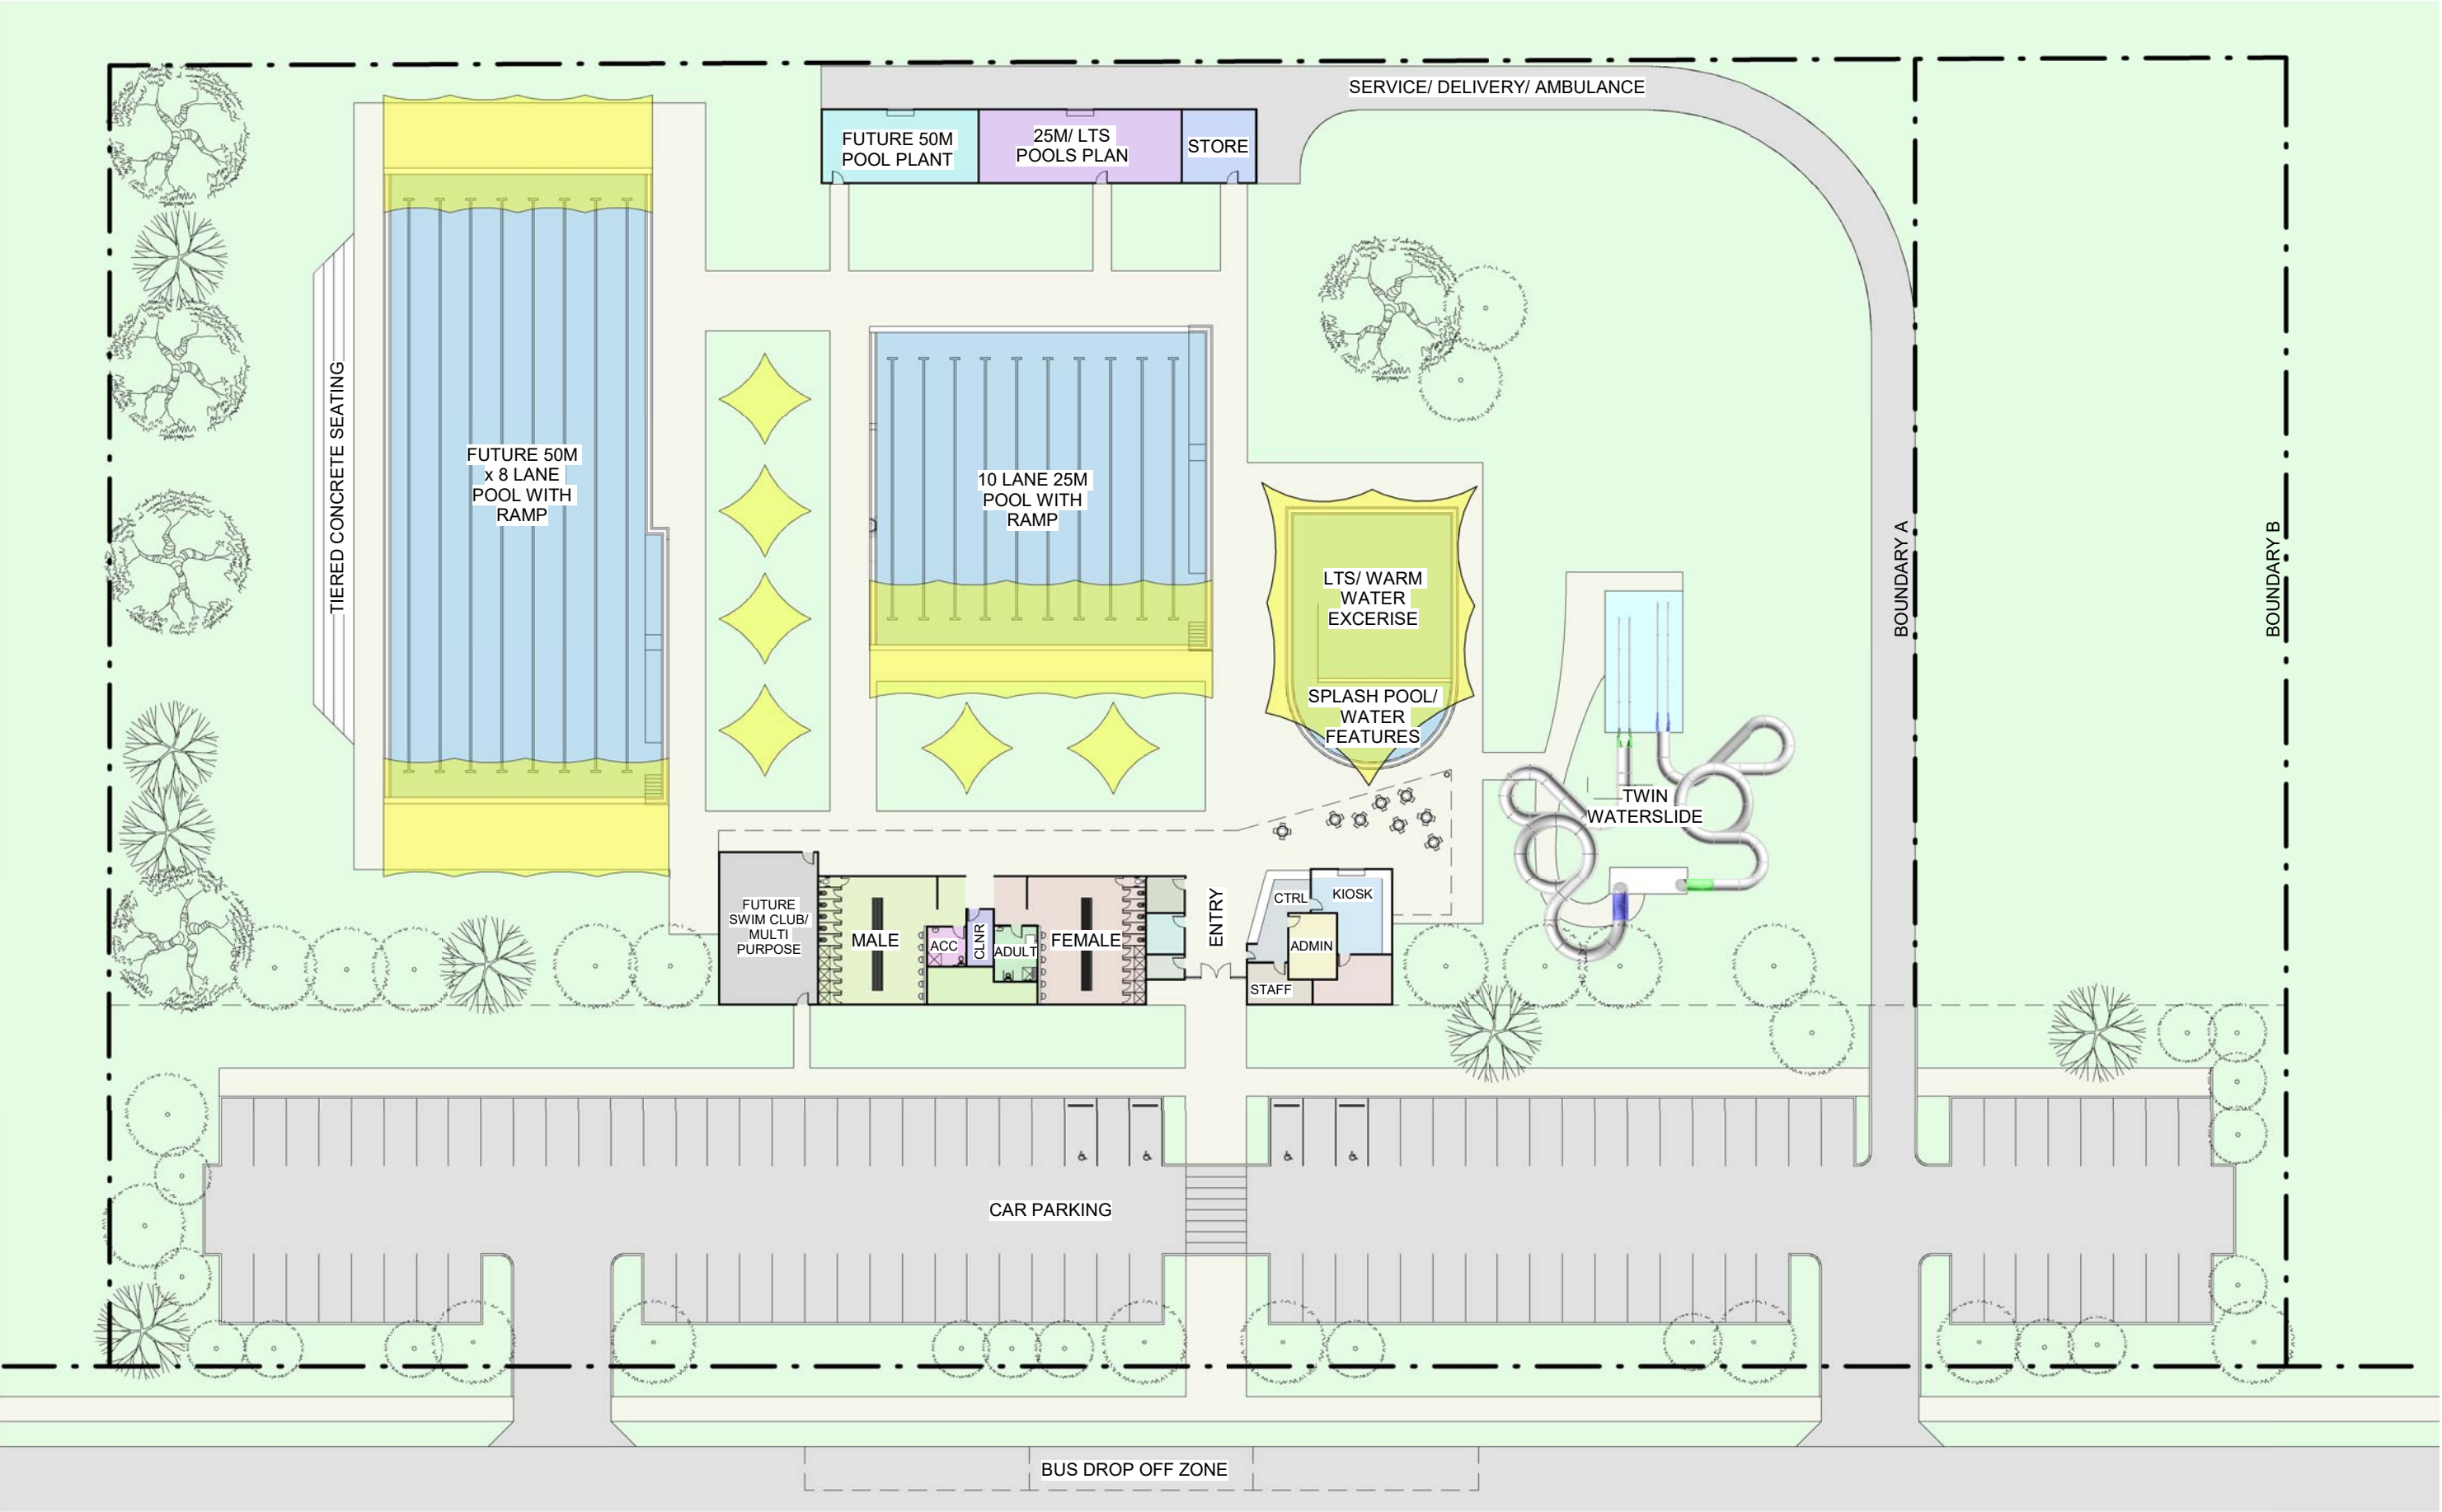 SERVICE/ DELIVERY/ AMBULANCE
FUTURE 50M
POOL PLANT
25M/ LTS
POOLS PLAN
STORE
TIERED CONCRETE SEATING
FUTURE 50M
x 8 LANE
POOL WITH
RAMP
10 LANE 25M
POOL WITH
RAMP
LTS/ WARM
WATER
EXCERISE
SPLASH POOL/
WATER
FEATURES
BOUNDARY A
BOUNDARY B
TWIN
WATERSLIDE
FUTURE
SWIM CLUB/
MULTI
PURPOSE
MALE
ACC
CLNR
ADULT
FEMALE
ENTRY
CTRL
KIOSK
ADMIN
STAFF
CAR PARKING
BUS DROP OFF ZONE